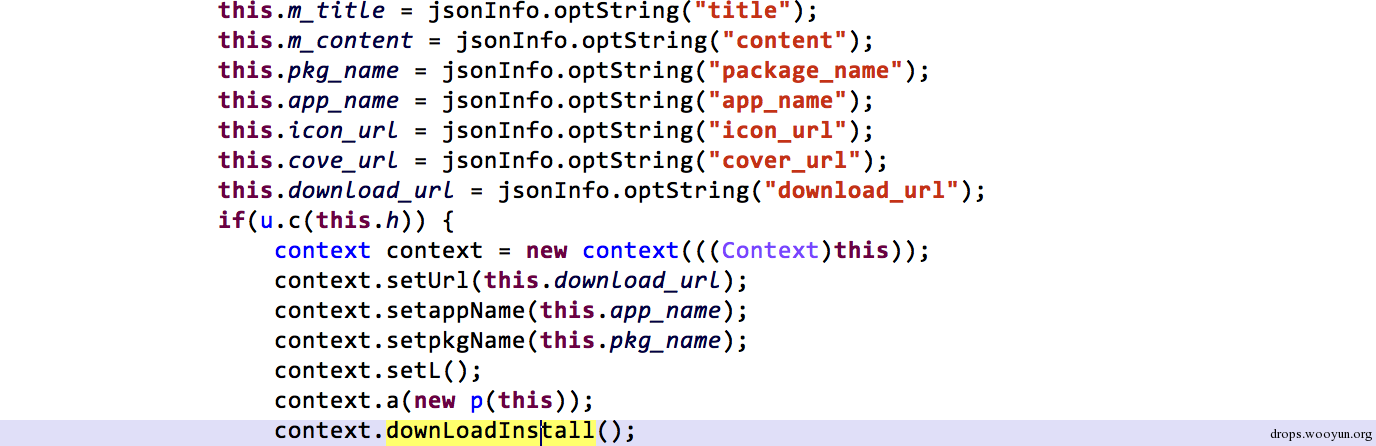 this.m_title = jsonInfo.optString("title");
this.m_content = jsonInfo.optString("content");
this.pkg_name = jsonInfo.optString("package_name");
this.app_name = jsonInfo.optString("app_name");
this.icon_url = jsonInfo.optString("icon_url");
this.cove_url = jsonInfo.optString("cover_url");
this.download_url = jsonInfo.optString("download_url");
if(u.c(this.h)) {
    context context = new context(((Context)this));
    context.setUrl(this.download_url);
    context.setappName(this.app_name);
    context.setpkgName(this.pkg_name);
    context.setL();
    context.a(new p(this));
    context.downLoadInstall();
drops.wooyun.org